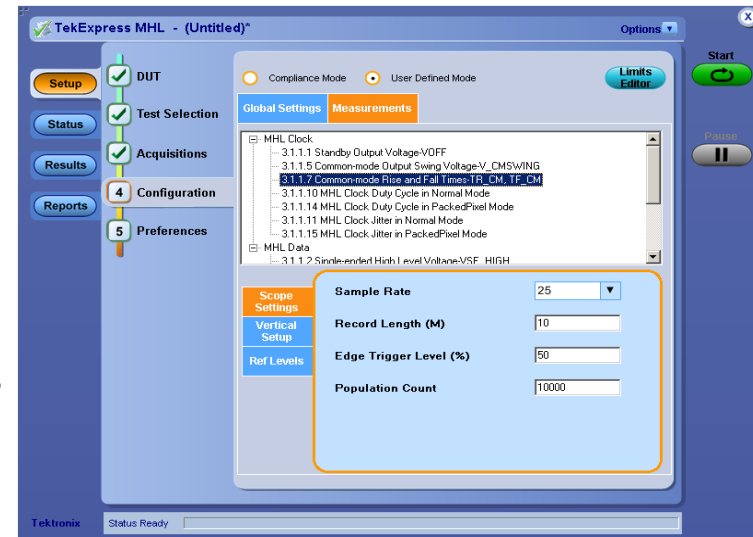 TekExpress MHL - (Untitled)*
Options
Start
Pause
Setup
Status
Results
Reports
DUT
Test Selection
Acquisitions
4 Configuration
5 Preferences
Compliance Mode
User Defined Mode
Limits
Editor
Global Settings
Measurements
MHL Clock
3.1.1.1 Standby Output Voltage-VOFF
3.1.1.5 Common-mode Output Swing Voltage-V_CMSWING
3.1.1.7 Common-mode Rise and Fall Times-TR_CM, TF_CM
3.1.1.10 MHL Clock Duty Cycle in Normal Mode
3.1.1.14 MHL Clock Duty Cycle in PackedPixel Mode
3.1.1.11 MHL Clock Jitter in Normal Mode
3.1.1.15 MHL Clock Jitter in PackedPixel Mode
MHL Data
3.1.1.2 Single-ended High Level Voltage-VSE_HIGH
Scope
Settings
Vertical
Setup
Ref Levels
Sample Rate
25
Record Length (M)
10
Edge Trigger Level (%)
50
Population Count
10000
Tektronix
Status Ready